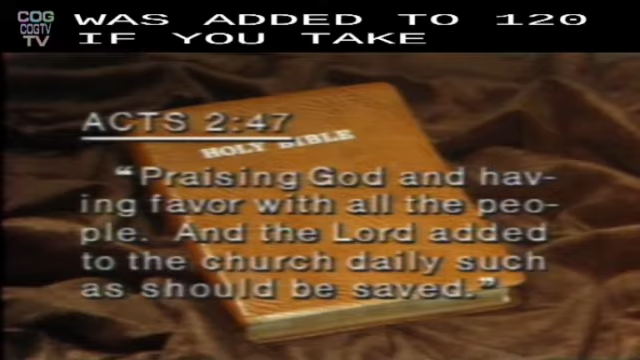 COG
COGTV
TV
WAS ADDED TO 120
IF YOU TAKE
ACTS 2:47
HOLY BIBLE
“Praising God and hav-
ing favor with all the peo-
ple. And the Lord added
to the church daily such
as should be saved.”